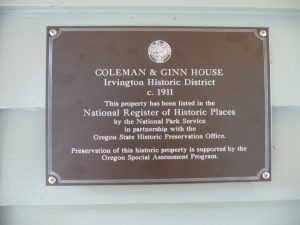 COLEMAN & GINN HOUSE
Irvington Historic District
c. 1911
This property has been listed in the
National Register of Historic Places
by the National Park Service
in partnership with the
Oregon State Historic Preservation Office.
Preservation of this historic property is supported by the
Oregon Special Assessment Program.